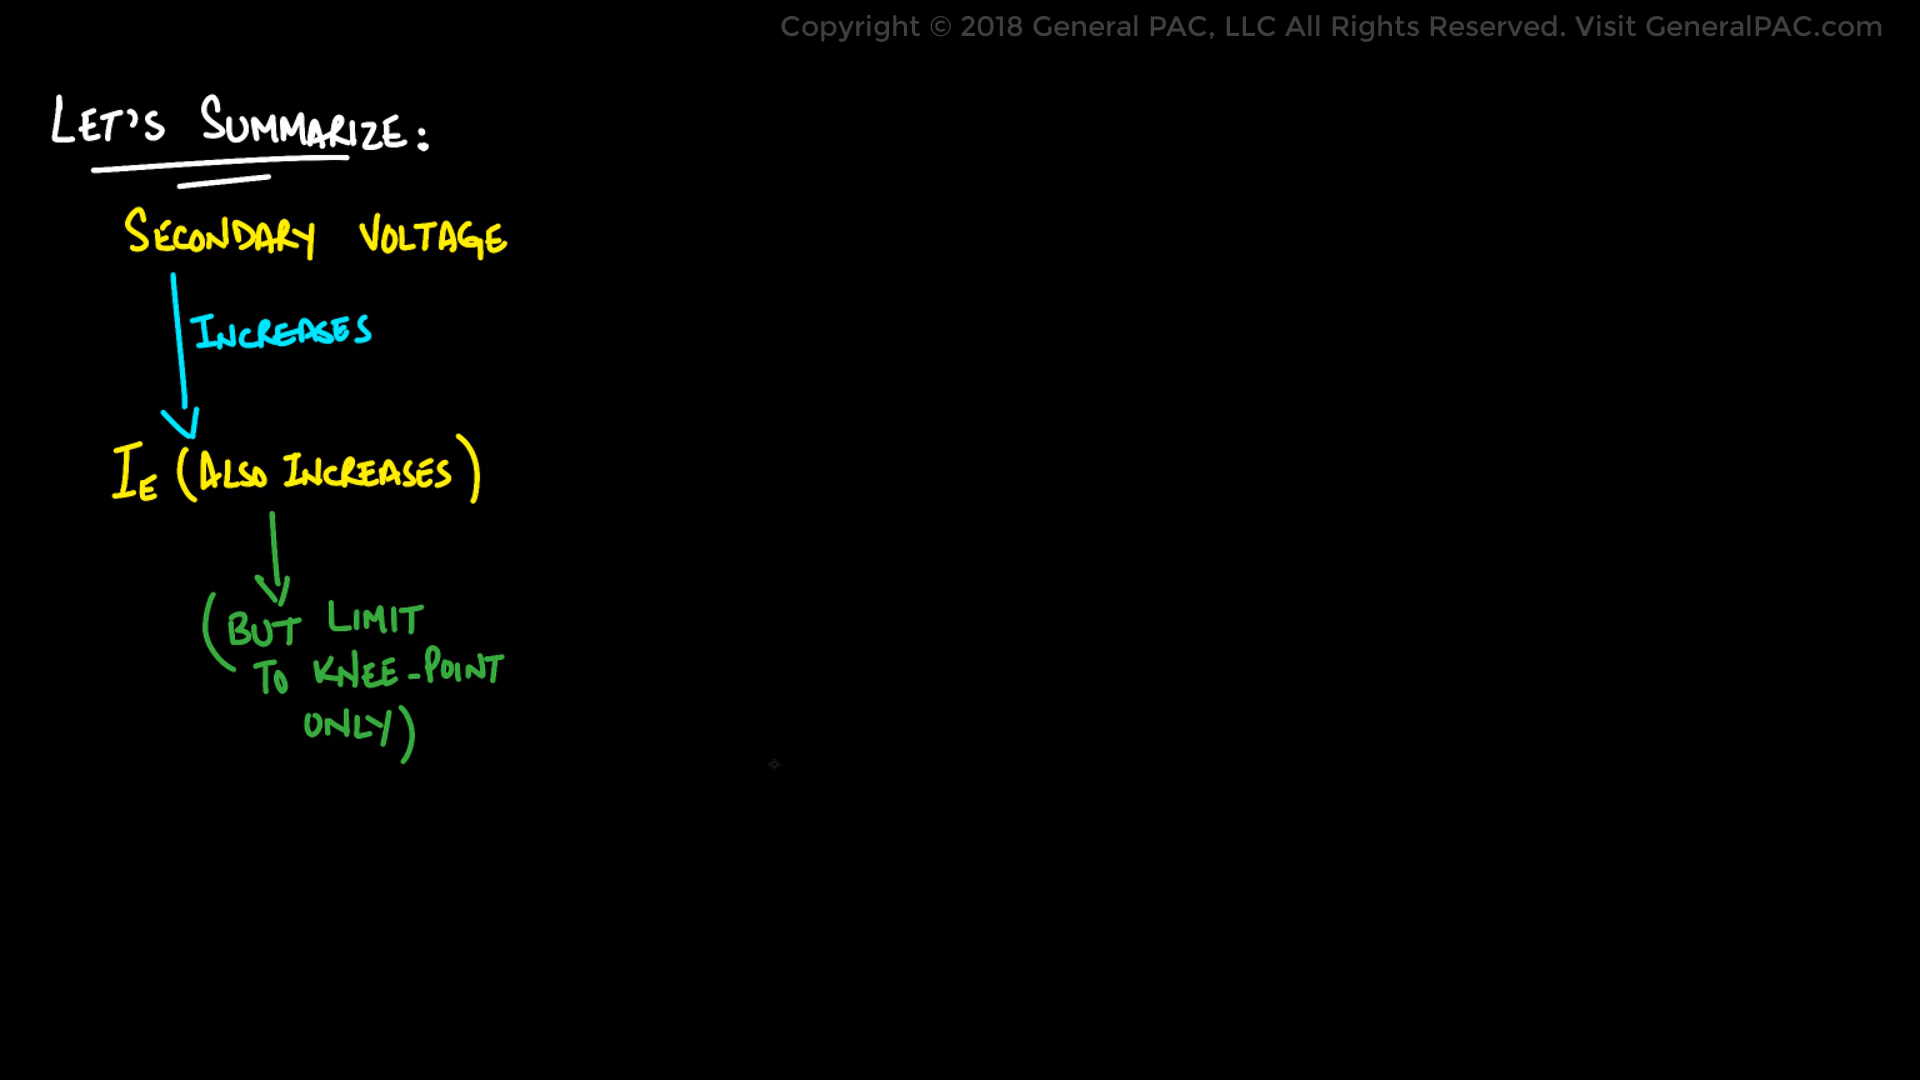 Copyright © 2018 General PAC, LLC All Rights Reserved. Visit GeneralPAC.com
LET'S SUMMARIZE:
SECONDARY VOLTAGE
INCREASES
IE (ALSO INCREASES)
(BUT LIMIT
TO KNEE-POINT
ONLY)